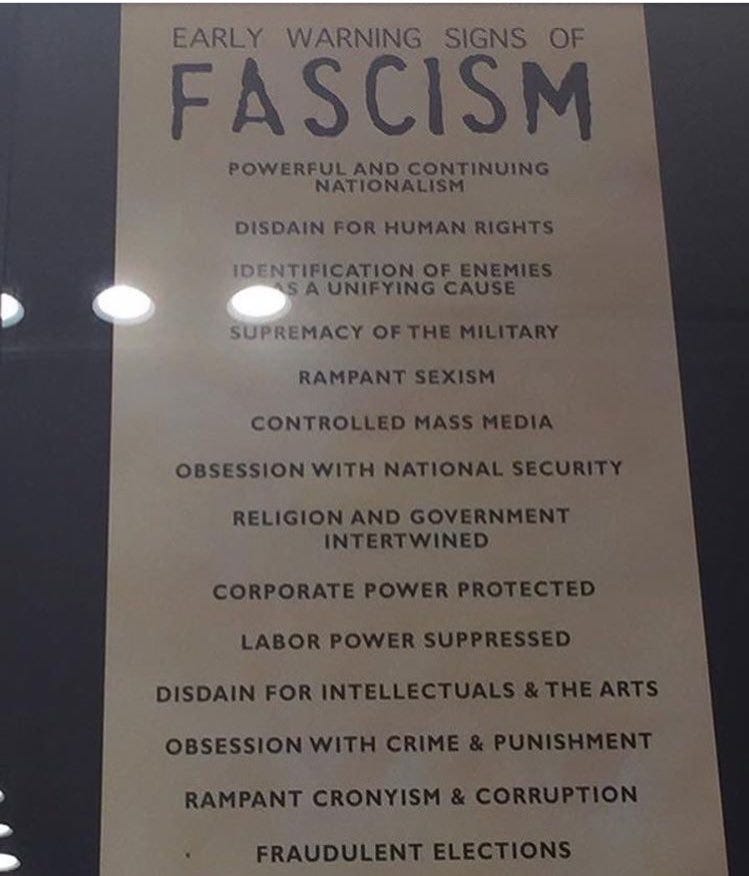 EARLY WARNING SIGNS OF
FASCISM
POWERFUL AND CONTINUING
NATIONALISM
DISDAIN FOR HUMAN RIGHTS
IDENTIFICATION OF ENEMIES
AS A UNIFYING CAUSE
SUPREMACY OF THE MILITARY
RAMPANT SEXISM
CONTROLLED MASS MEDIA
OBSESSION WITH NATIONAL SECURITY
RELIGION AND GOVERNMENT
INTERTWINED
CORPORATE POWER PROTECTED
LABOR POWER SUPPRESSED
DISDAIN FOR INTELLECTUALS & THE ARTS
OBSESSION WITH CRIME & PUNISHMENT
RAMPANT CRONYISM & CORRUPTION
FRAUDULENT ELECTIONS